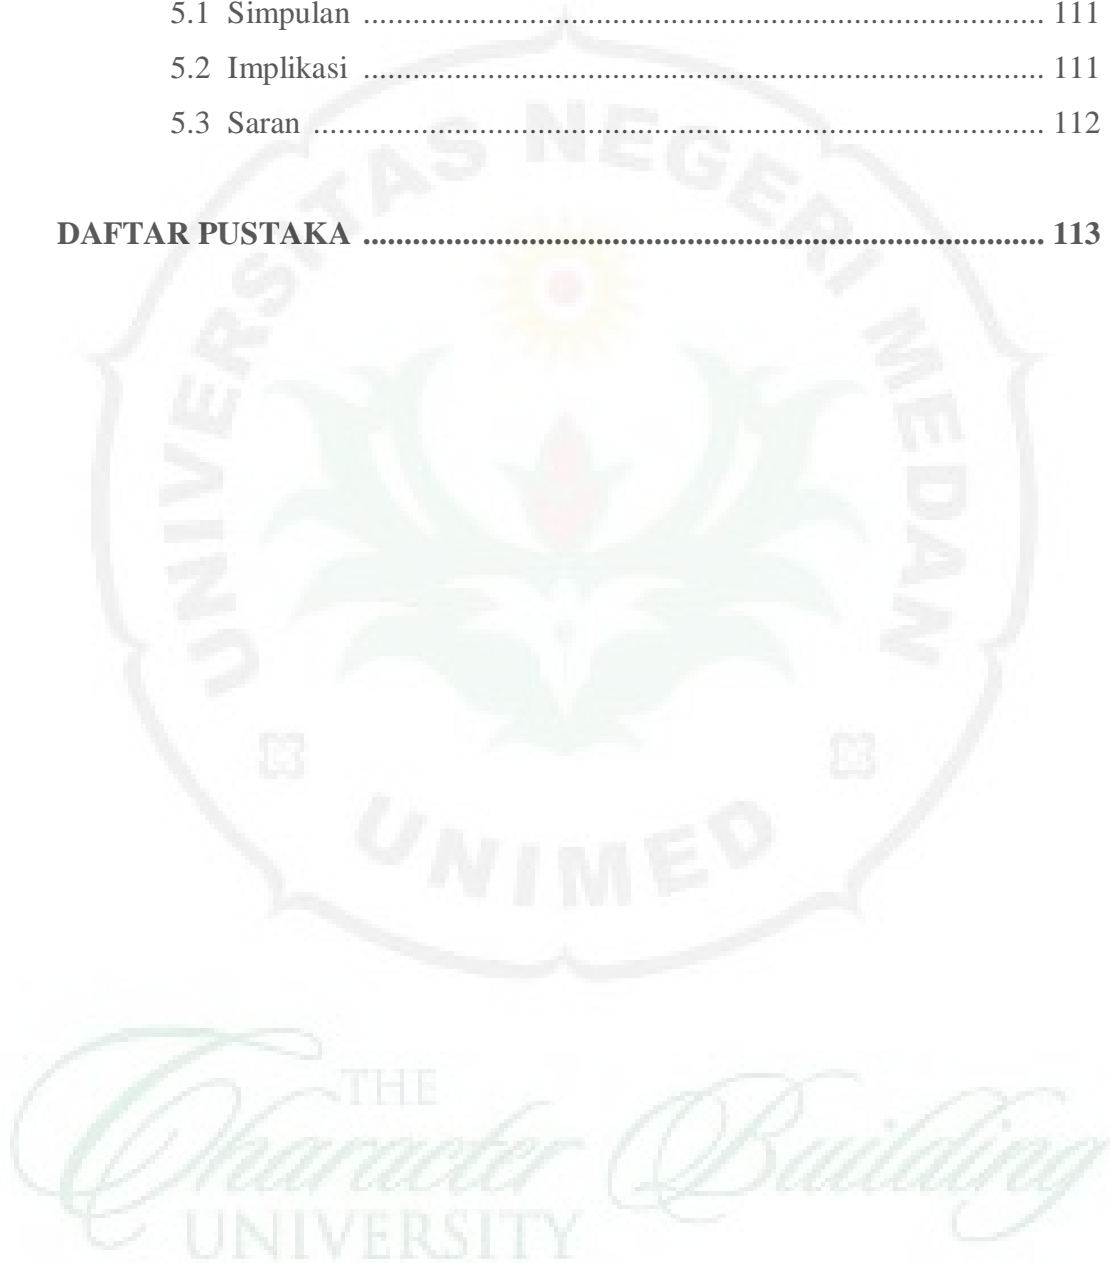 5.1 Simpulan ........................................................................................ 111
5.2 Implikasi ........................................................................................ 111
5.3 Saran .............................................................................................. 112
DAFTAR PUSTAKA ........................................................................................ 113
UNIVERSITAS NEGERI MEDAN
UNIMED
THE
Character Building
UNIVERSITY